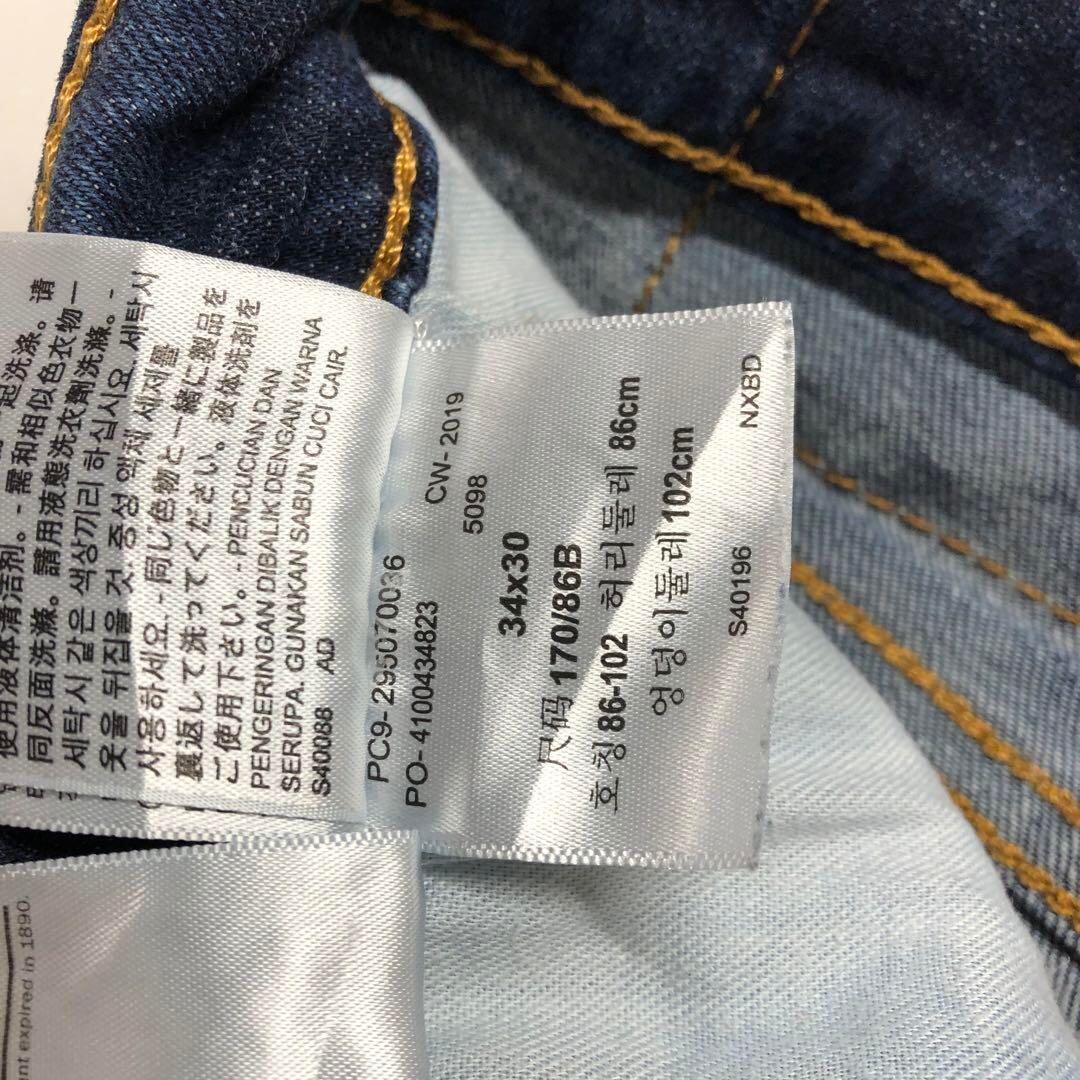 起洗涤。请
使用液体清洁剂。- 需和相似色衣物一
同反面洗滌。請用液態洗衣劑洗滌。-
세탁시 같은 색상끼리 하십시요. 세탁시
옷을 뒤집을 것. 중성 액체 세제를
사용하세요. - 同じ色物と一緒に製品を
裏返して洗ってください。液体洗剤を
ご使用下さい。- PENCUCIAN DAN
PENGERINGAN DIBALIK DENGAN WARNA
SERUPA. GUNAKAN SABUN CUCI CAIR.
S40088 AD
PC9-295070036 CW- 2019
PO- 4100434823 5098
34x30
尺码 170/86B
호칭 86-102 허리둘레 86cm
엉덩이둘레 102cm
S40196 NXBD
nt expired in 1890.